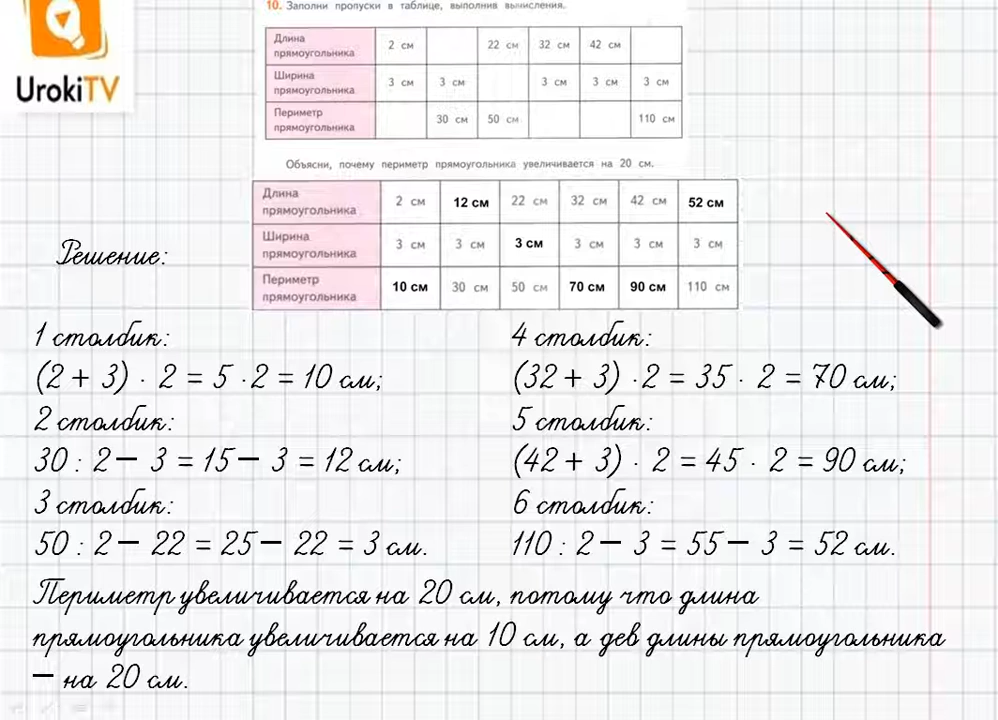 UrokiTV
10. Заполни пропуски в таблице, выполнив вычисления.
Длина прямоугольника 2 см 22 см 32 см 42 см
Ширина прямоугольника 3 см 3 см 3 см 3 см 3 см
Периметр прямоугольника 30 см 50 см 110 см
Объясни, почему периметр прямоугольника увеличивается на 20 см.
Длина прямоугольника 2 см 12 см 22 см 32 см 42 см 52 см
Ширина прямоугольника 3 см 3 см 3 см 3 см 3 см 3 см
Периметр прямоугольника 10 см 30 см 50 см 70 см 90 см 110 см
Решение:
1 столбик:
(2 + 3) · 2 = 5 · 2 = 10 см;
2 столбик:
30 : 2 – 3 = 15 – 3 = 12 см;
3 столбик:
50 : 2 – 22 = 25 – 22 = 3 см.
4 столбик:
(32 + 3) · 2 = 35 · 2 = 70 см;
5 столбик:
(42 + 3) · 2 = 45 · 2 = 90 см;
6 столбик:
110 : 2 – 3 = 55 – 3 = 52 см.
Периметр увеличивается на 20 см, потому что длина
прямоугольника увеличивается на 10 см, а дев длины прямоугольника
– на 20 см.